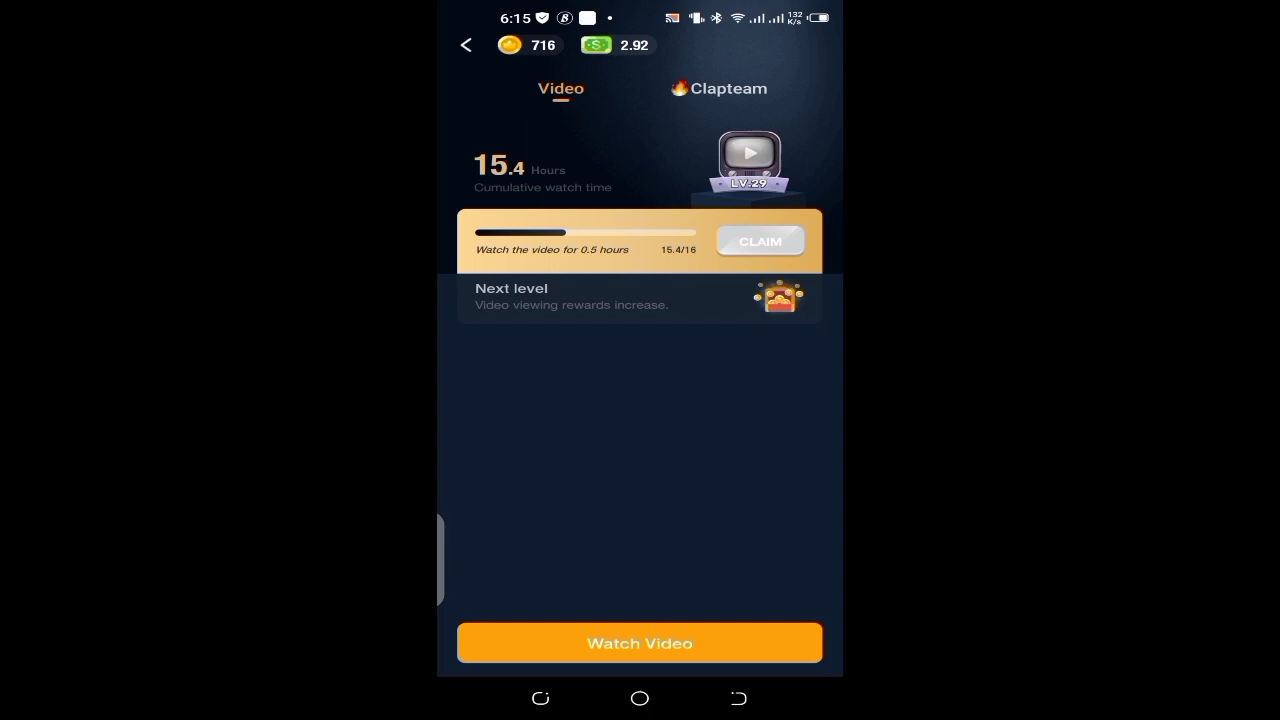 6:15
132
K/s
716
2.92
Video
Clapteam
15.4 Hours
Cumulative watch time
LV.29
Watch the video for 0.5 hours
15.4/16
CLAIM
Next level
Video viewing rewards increase.
Watch Video